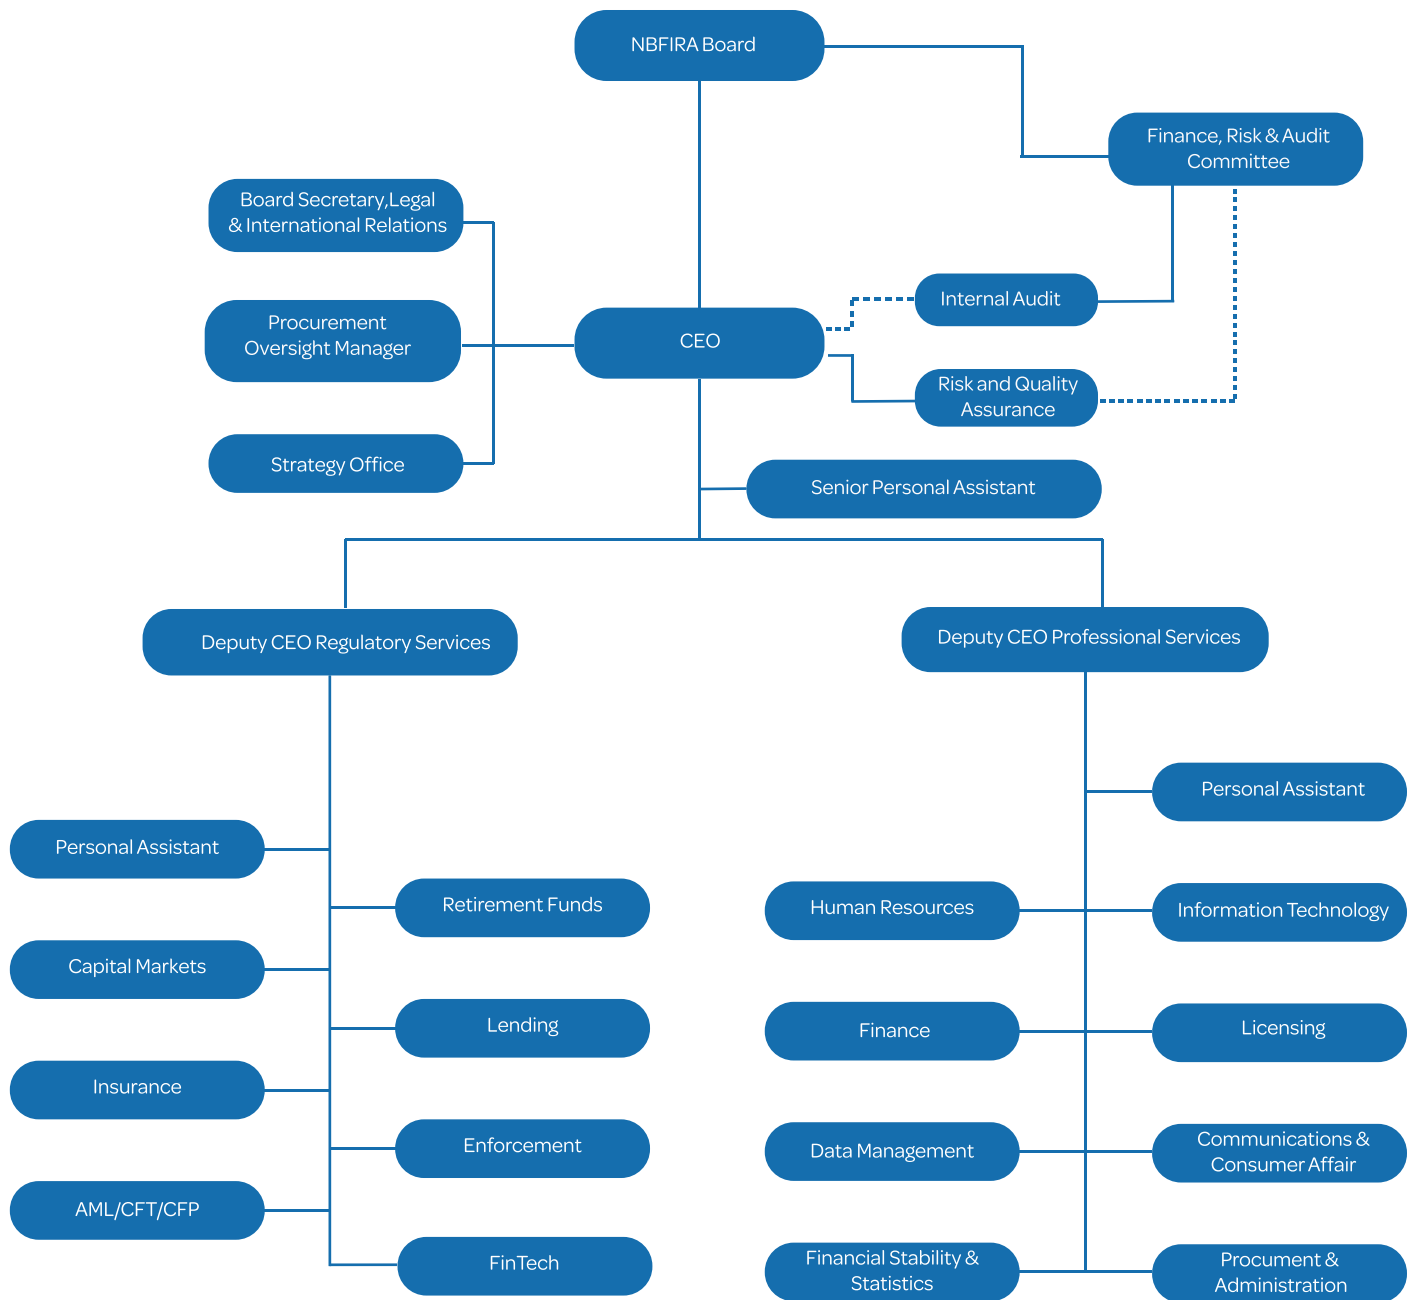 NBFIRA Board
Finance, Risk & Audit
Committee
Board Secretary,Legal
& International Relations
Internal Audit
Procurement
Oversight Manager
CEO
Risk and Quality
Assurance
Strategy Office
Senior Personal Assistant
Deputy CEO Regulatory Services
Deputy CEO Professional Services
Personal Assistant
Retirement Funds
Capital Markets
Lending
Insurance
Enforcement
AML/CFT/CFP
FinTech
Personal Assistant
Human Resources
Information Technology
Finance
Licensing
Data Management
Communications &
Consumer Affair
Financial Stability &
Statistics
Procument &
Administration